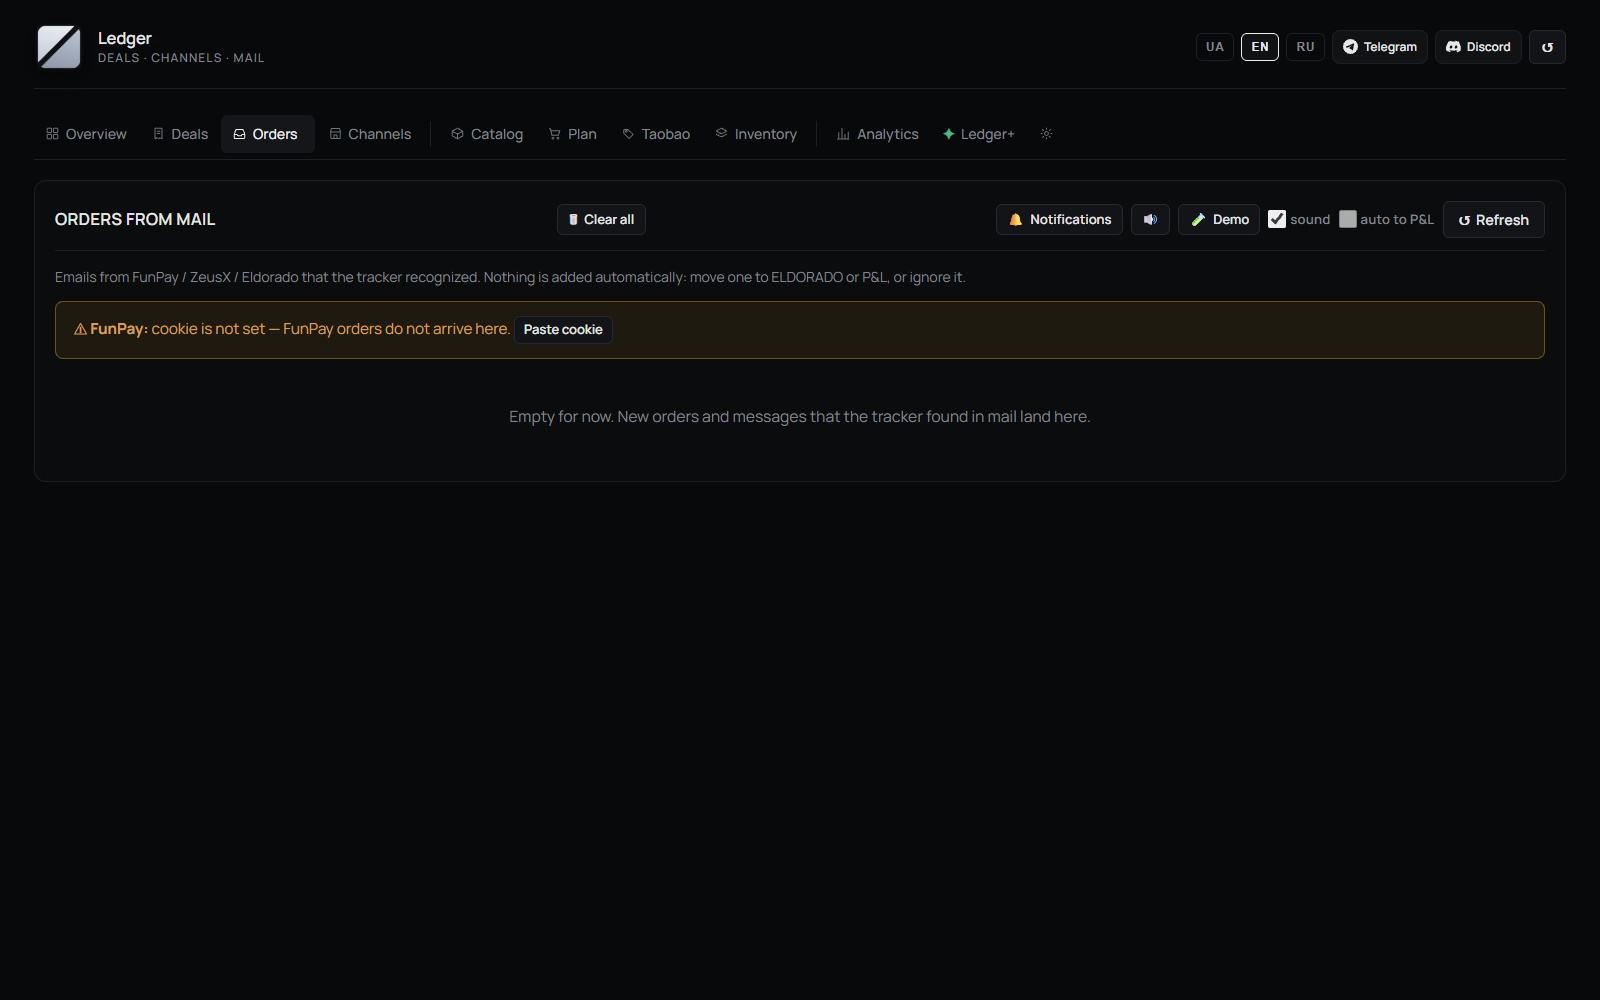 Ledger
DEALS · CHANNELS · MAIL
UA EN RU Telegram Discord
Overview Deals Orders Channels Catalog Plan Taobao Inventory Analytics Ledger+
ORDERS FROM MAIL Clear all Notifications Demo sound auto to P&L Refresh
Emails from FunPay / ZeusX / Eldorado that the tracker recognized. Nothing is added automatically: move one to ELDORADO or P&L, or ignore it.
FunPay: cookie is not set — FunPay orders do not arrive here. Paste cookie
Empty for now. New orders and messages that the tracker found in mail land here.